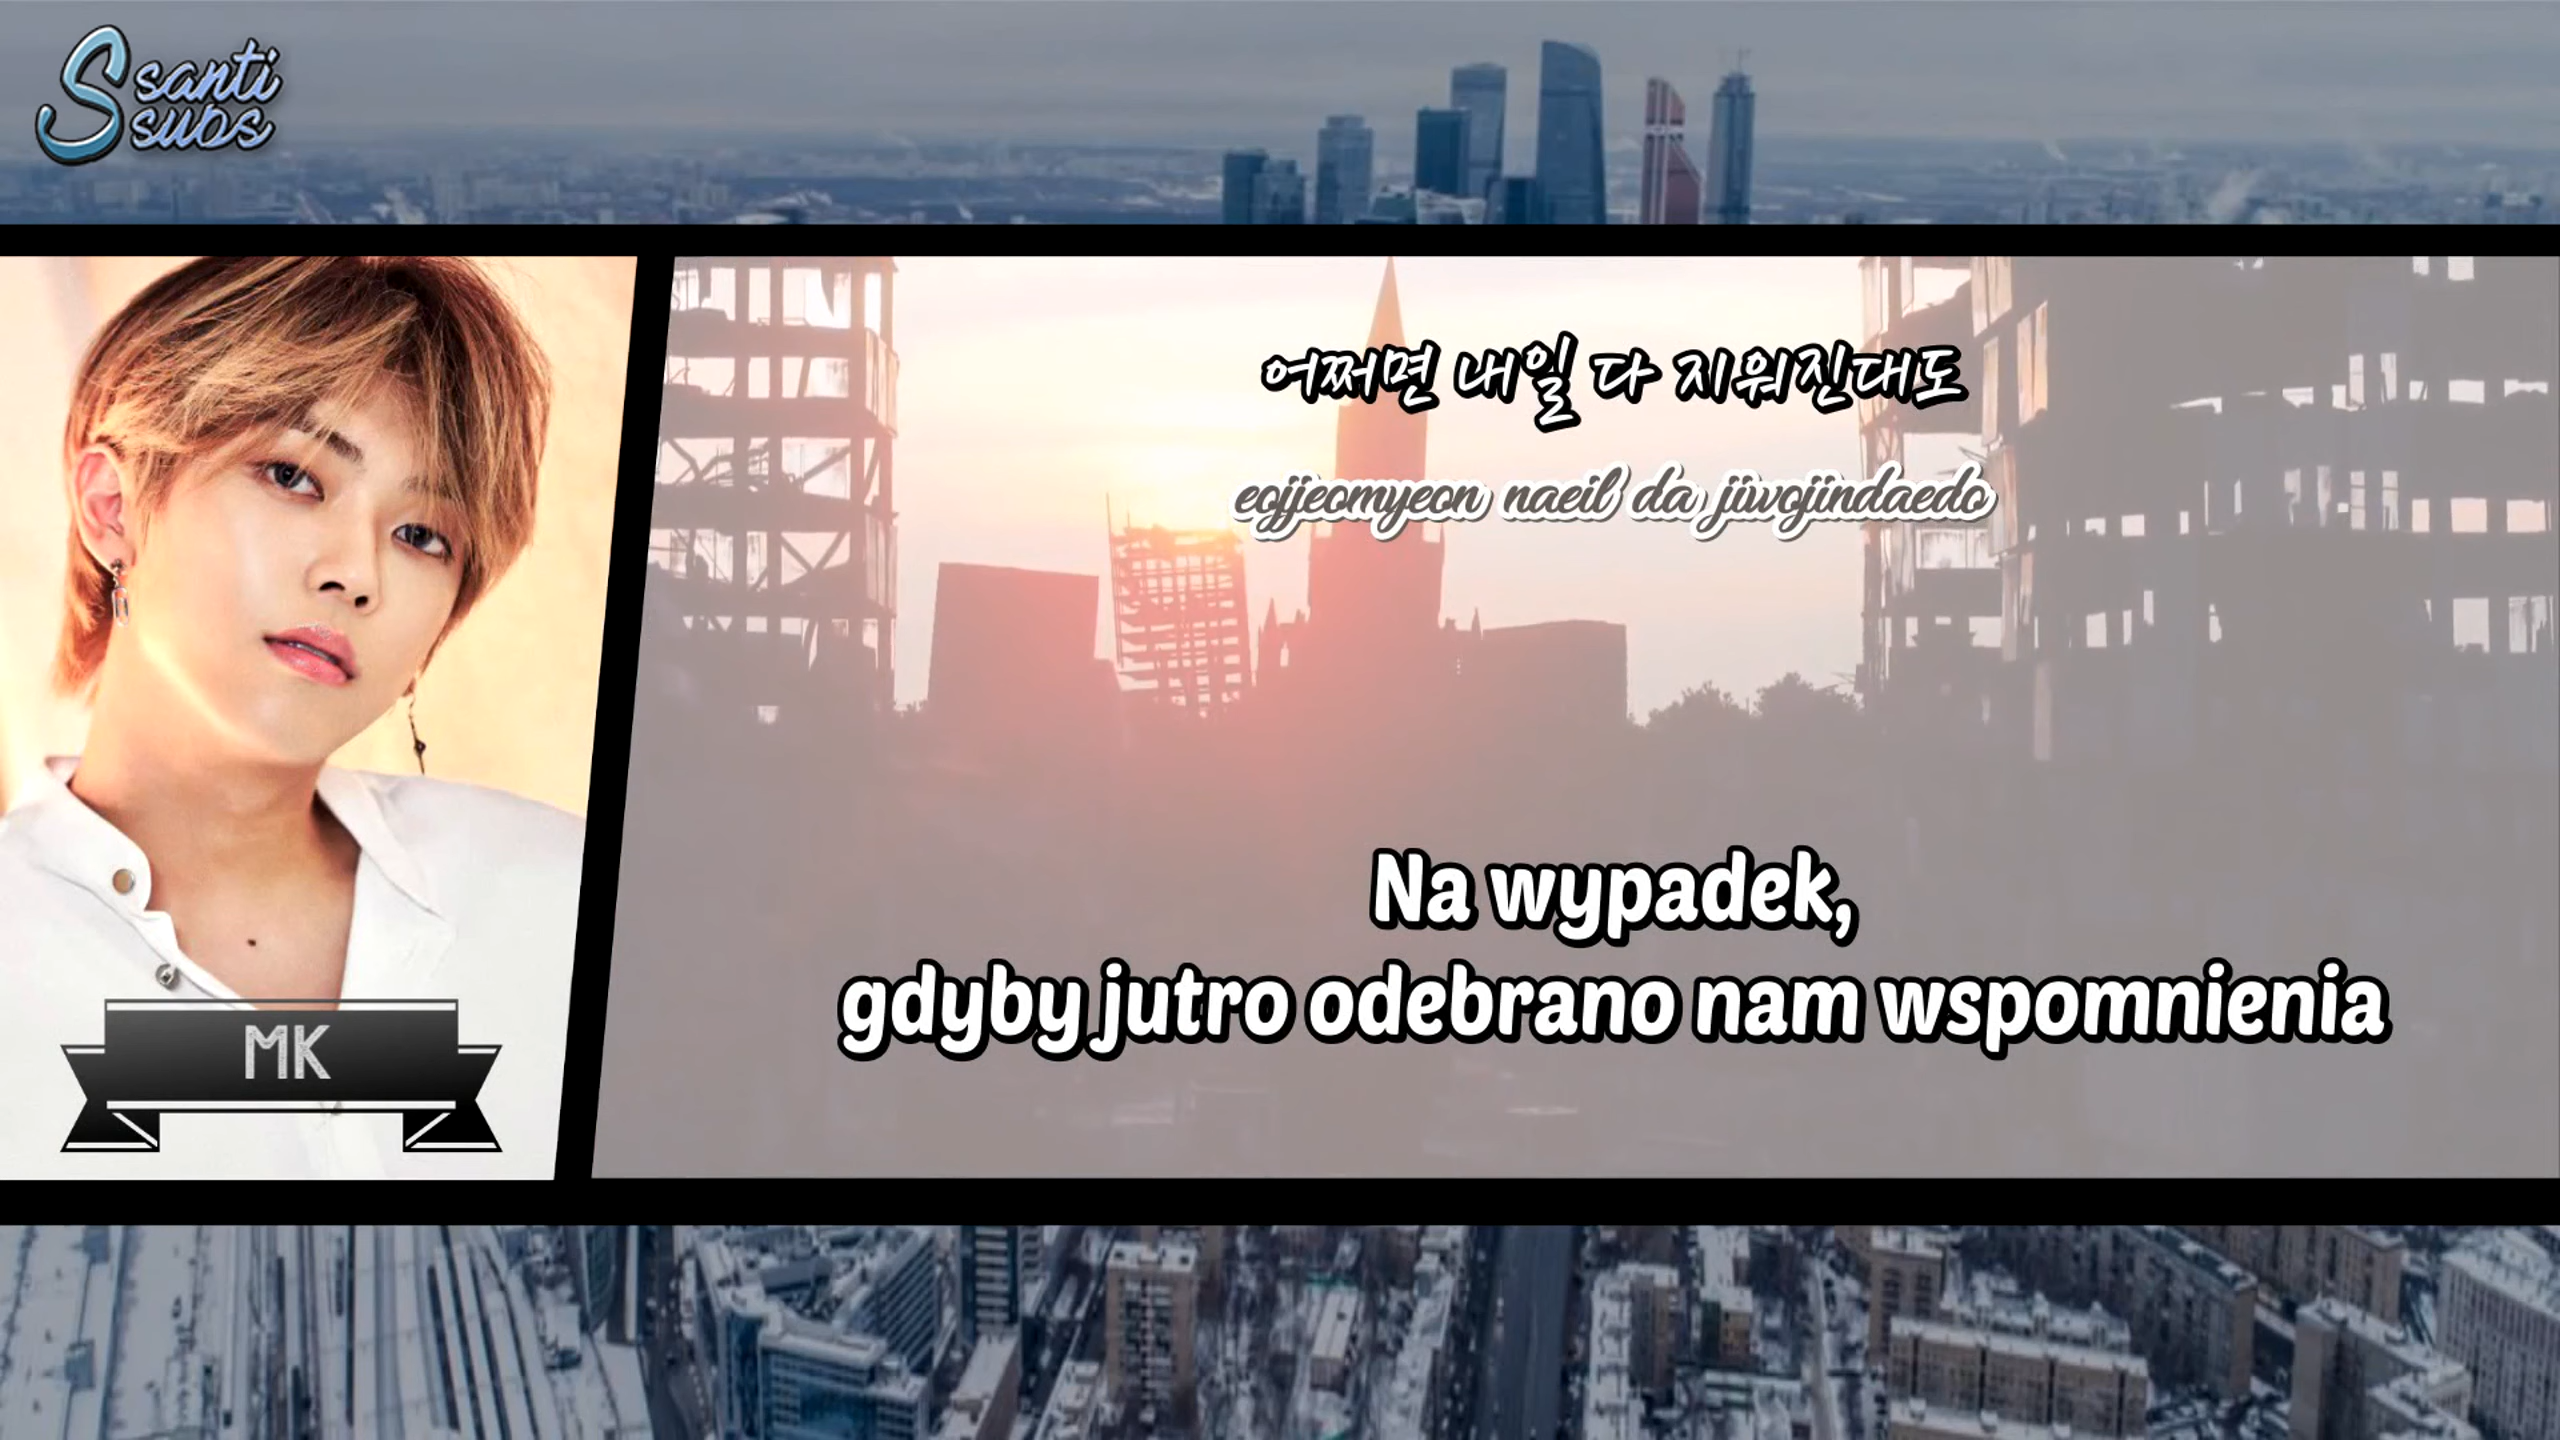 Ssanti
subs
어쩌면 내일 다 지워진대도
eojjeomyeon naeil da jiwojindaedo
Na wypadek,
gdyby jutro odebrano nam wspomnienia
MK